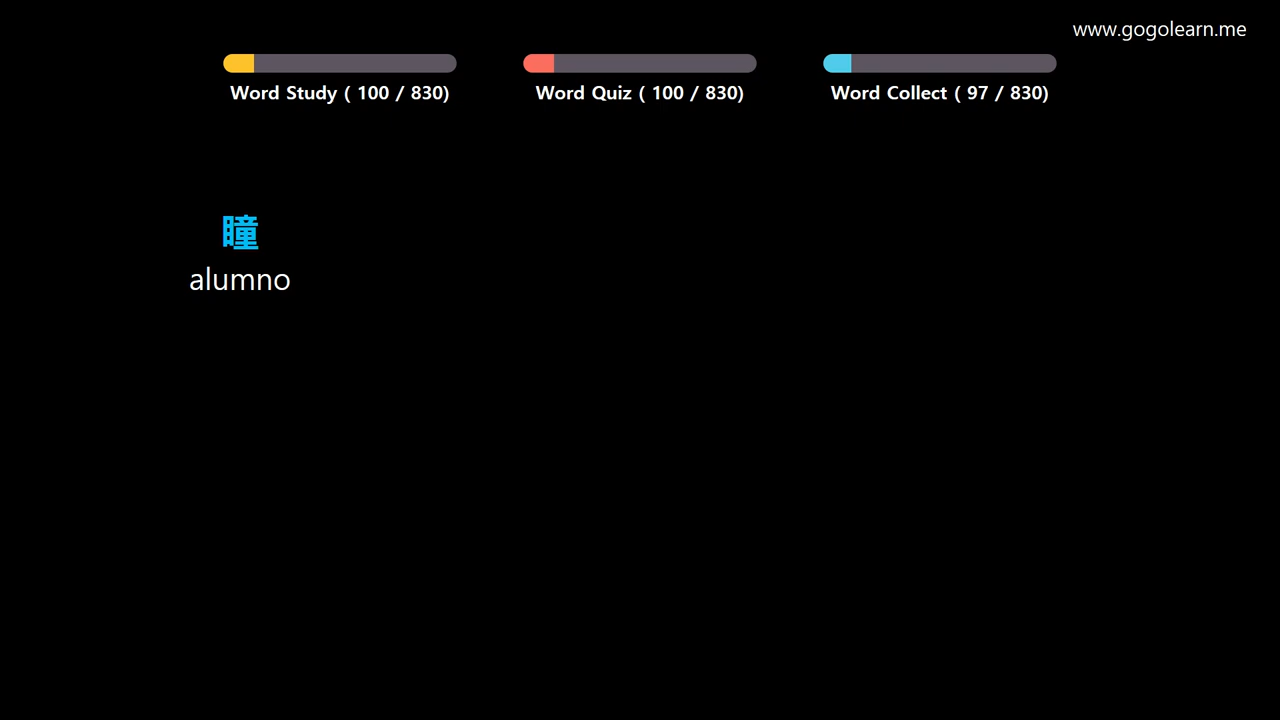 www.gogolearn.me
Word Study ( 100 / 830)
Word Quiz ( 100 / 830)
Word Collect ( 97 / 830)
瞳
alumno